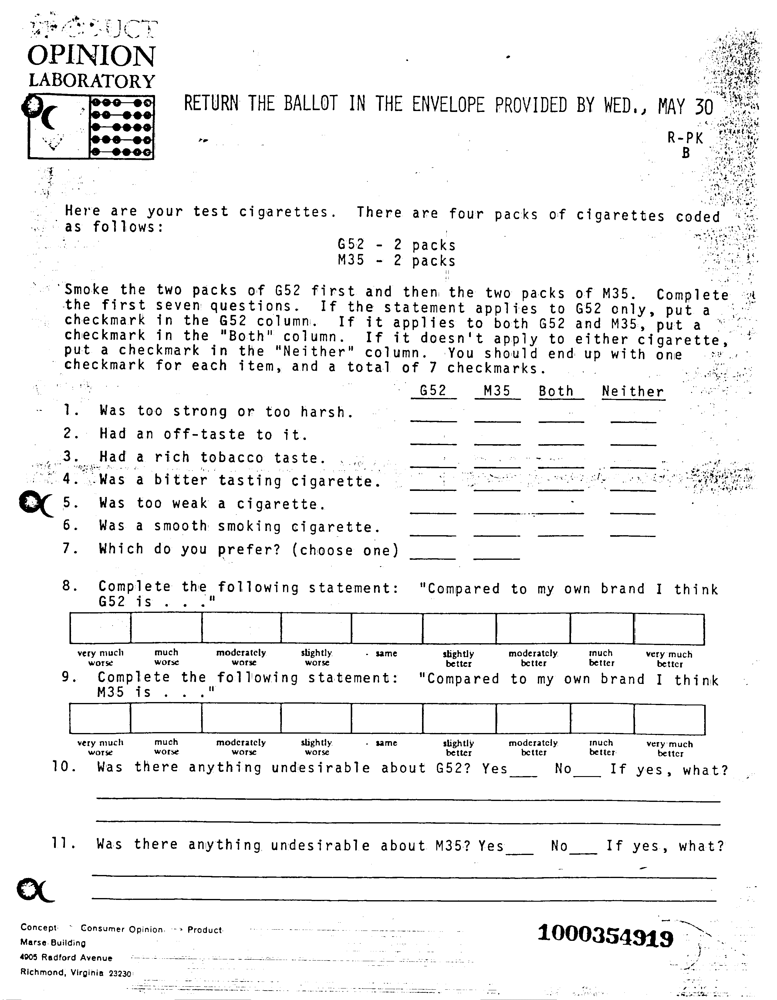 PRODUCT
OPINION
LABORATORY
RETURN THE BALLOT IN THE ENVELOPE PROVIDED BY WED., MAY 30
R-PK
B
Here are your test cigarettes. There are four packs of cigarettes coded
as follows:
G52 - 2 packs
M35 - 2 packs
Smoke the two packs of G52 first and then the two packs of M35. Complete
the first seven questions. If the statement applies to G52 only, put a
checkmark in the G52 column. If it applies to both G52 and M35, put a
checkmark in the "Both" column. If it doesn't apply to either cigarette,
put a checkmark in the "Neither" column. You should end up with one
checkmark for each item, and a total of 7 checkmarks.
G52 M35 Both Neither
1. Was too strong or too harsh.
2. Had an off-taste to it.
3. Had a rich tobacco taste.
4. Was a bitter tasting cigarette.
5. Was too weak a cigarette.
6. Was a smooth smoking cigarette.
7. Which do you prefer? (choose one)
8. Complete the following statement: "Compared to my own brand I think
G52 is . . ."
very much worse much worse moderately worse slightly worse same slightly better moderately better much better very much better
9. Complete the following statement: "Compared to my own brand I think
M35 is . . ."
very much worse much worse moderately worse slightly worse same slightly better moderately better much better very much better
10. Was there anything undesirable about G52? Yes___ No___ If yes, what?
11. Was there anything undesirable about M35? Yes___ No___ If yes, what?
Concept Consumer Opinion Product
Marse Building
4905 Radford Avenue
Richmond, Virginia 23230
1000354919